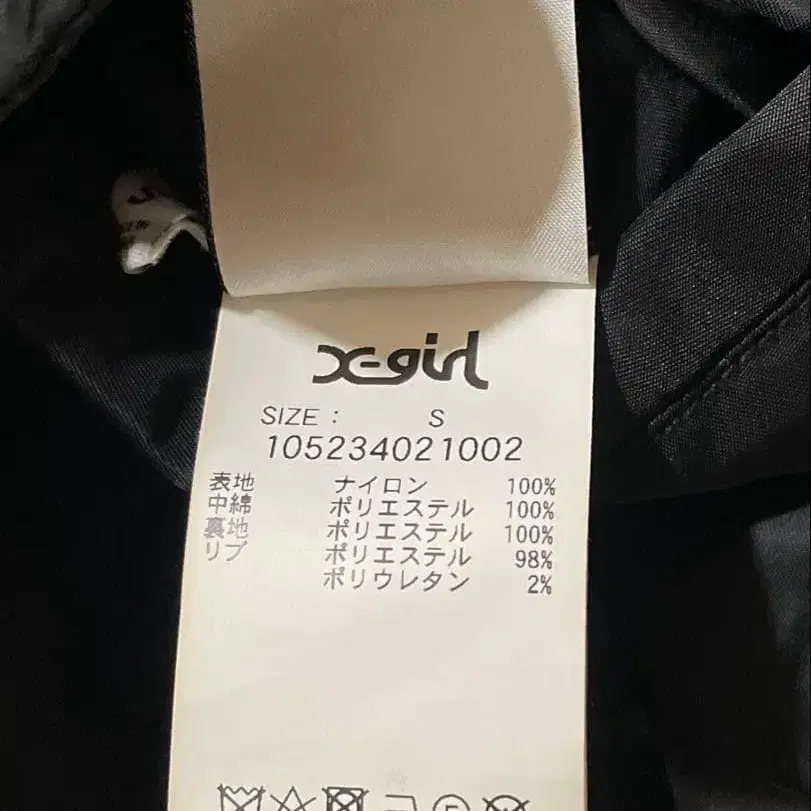 X-girl
SIZE : S
105234021002
表地 ナイロン 100%
中綿 ポリエステル 100%
裏地 ポリエステル 100%
リブ ポリエステル 98%
ポリウレタン 2%